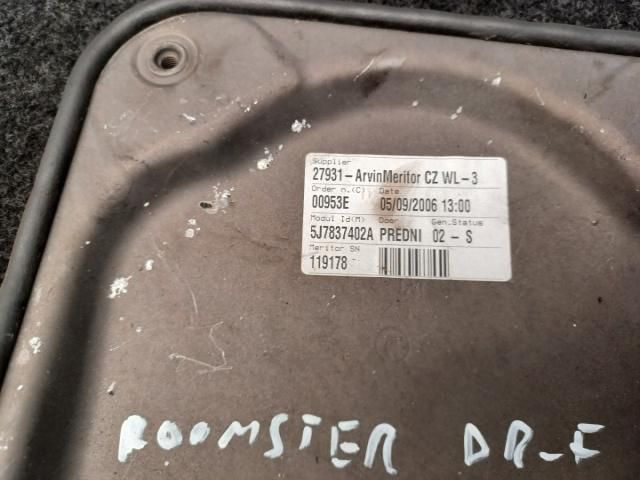 Supplier
27931-ArvinMeritor CZ WL-3
Order n.(C) Date
00953E 05/09/2006 13:00
Modul Id(M) Door Gen.Status
5J7837402A PREDNI 02 - S
Meritor SN
119178
ROOMSTER DR-F